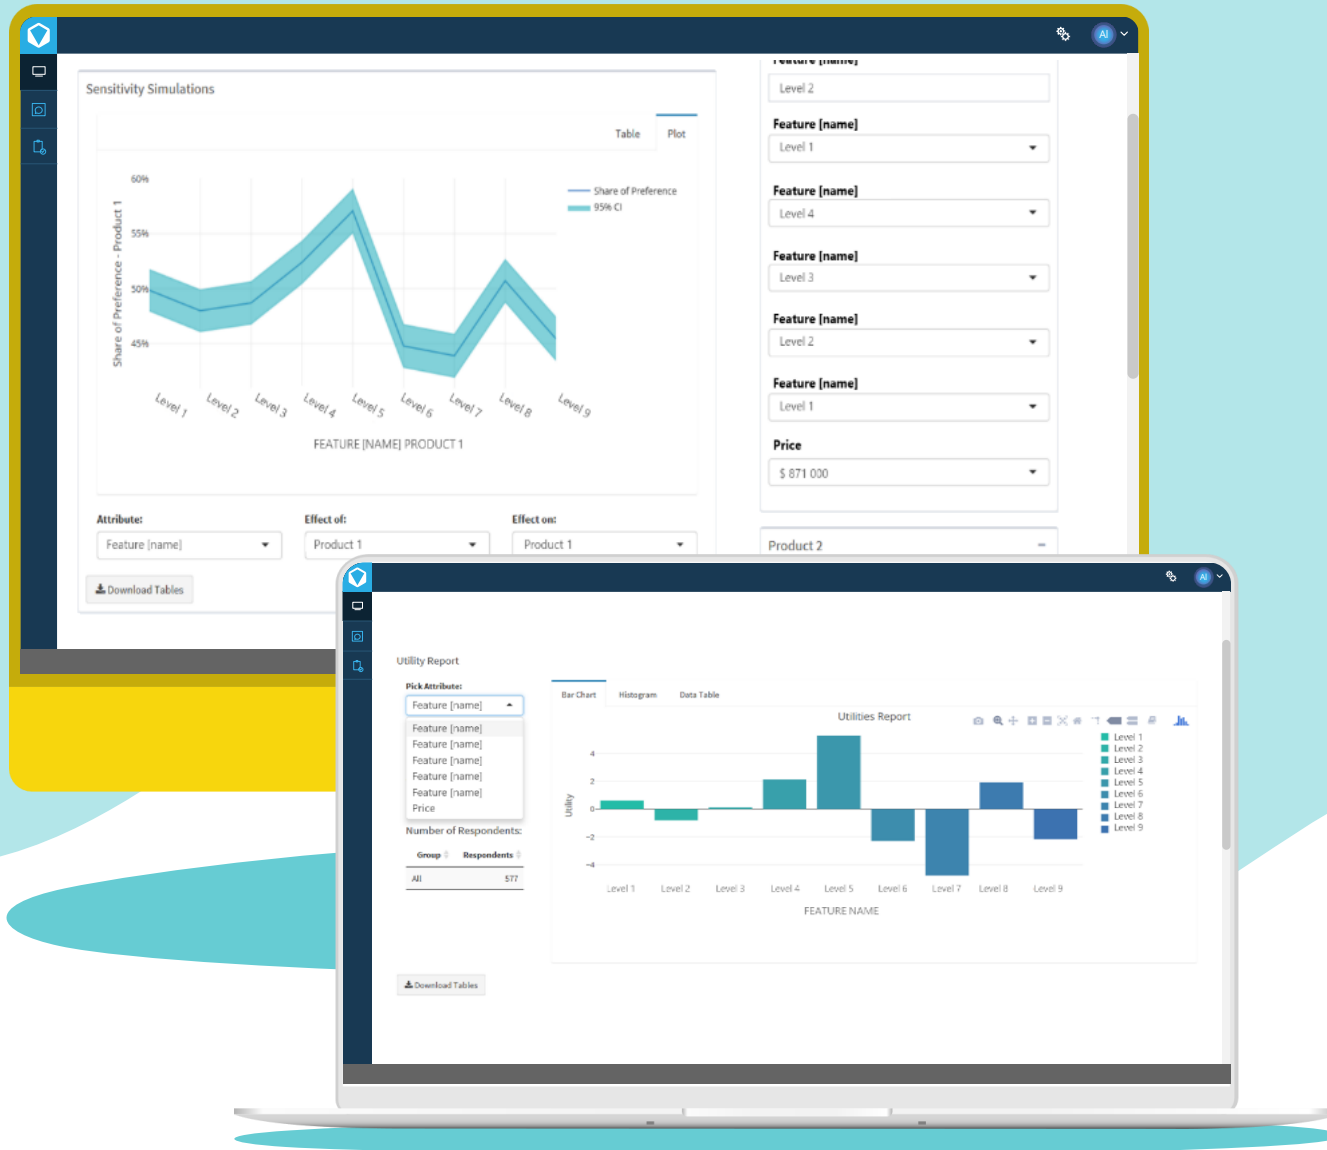 AI
Sensitivity Simulations
Table
Plot
60%
55%
50%
45%
Share of Preference - Product 1
Share of Preference
95% CI
Level 1
Level 2
Level 3
Level 4
Level 5
Level 6
Level 7
Level 8
Level 9
FEATURE [NAME] PRODUCT 1
Attribute:
Feature [name]
Effect of:
Product 1
Effect on:
Product 1
Download Tables
Feature [name]
Level 2
Feature [name]
Level 1
Feature [name]
Level 4
Feature [name]
Level 3
Feature [name]
Level 2
Feature [name]
Level 1
Price
$ 871 000
Product 2
AI
Utility Report
Pick Attribute:
Feature [name]
Feature [name]
Feature [name]
Feature [name]
Feature [name]
Feature [name]
Price
Number of Respondents:
Group Respondents
All 577
Download Tables
Bar Chart
Histogram
Data Table
Utilities Report
4
2
0
−2
−4
Utility
Level 1
Level 2
Level 3
Level 4
Level 5
Level 6
Level 7
Level 8
Level 9
FEATURE NAME
Level 1
Level 2
Level 3
Level 4
Level 5
Level 6
Level 7
Level 8
Level 9